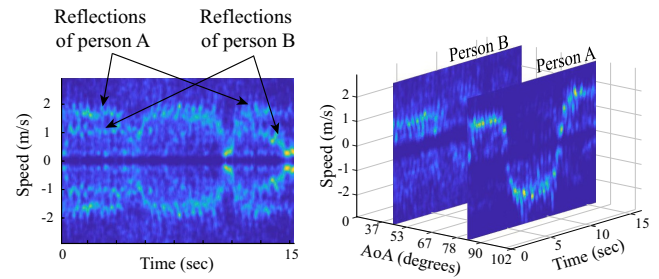 Reflections
of person A
Reflections
of person B
2
1
0
-1
-2
Speed (m/s)
0
15
Time (sec)
Person B
Person A
2
1
0
-1
-2
0
Speed (m/s)
37
53
67
78
90
102
AoA (degrees)
0
5
10
15
Time (sec)